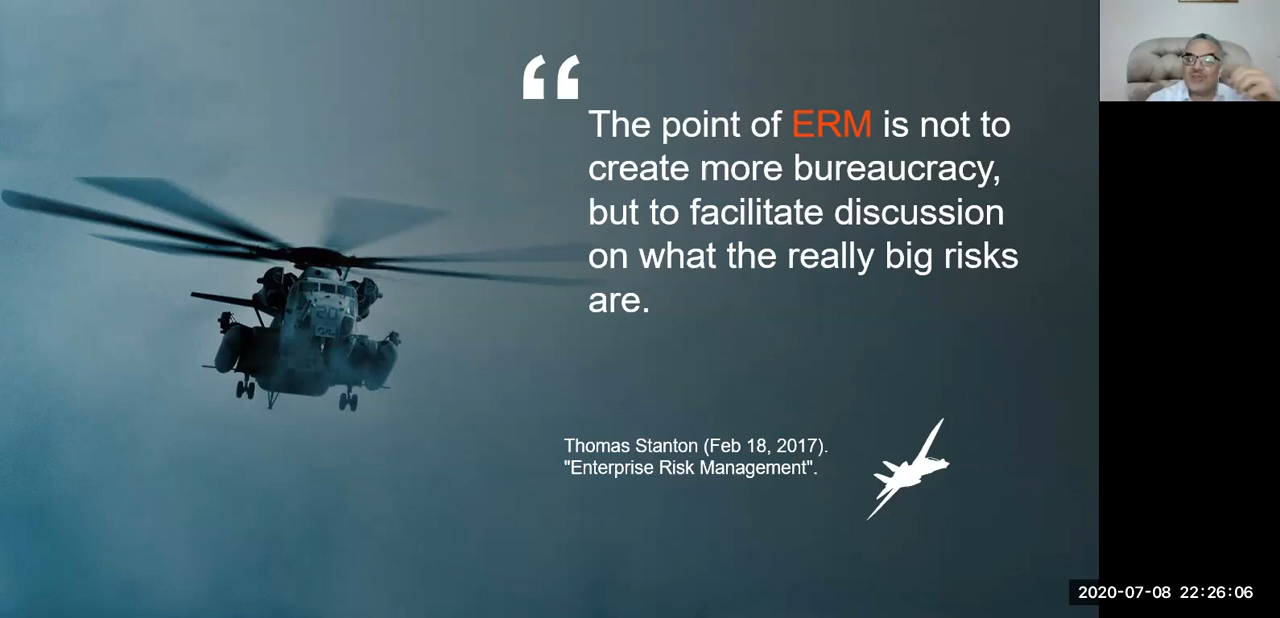 “
The point of ERM is not to
create more bureaucracy,
but to facilitate discussion
on what the really big risks
are.
Thomas Stanton (Feb 18, 2017).
"Enterprise Risk Management".
2020-07-08 22:26:06